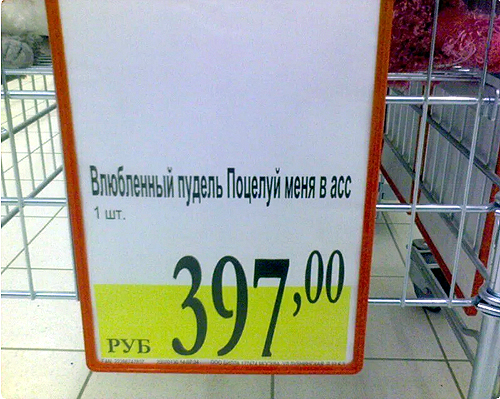 Влюбленный пудель Поцелуй меня в асс
1 шт.
397,00
РУБ